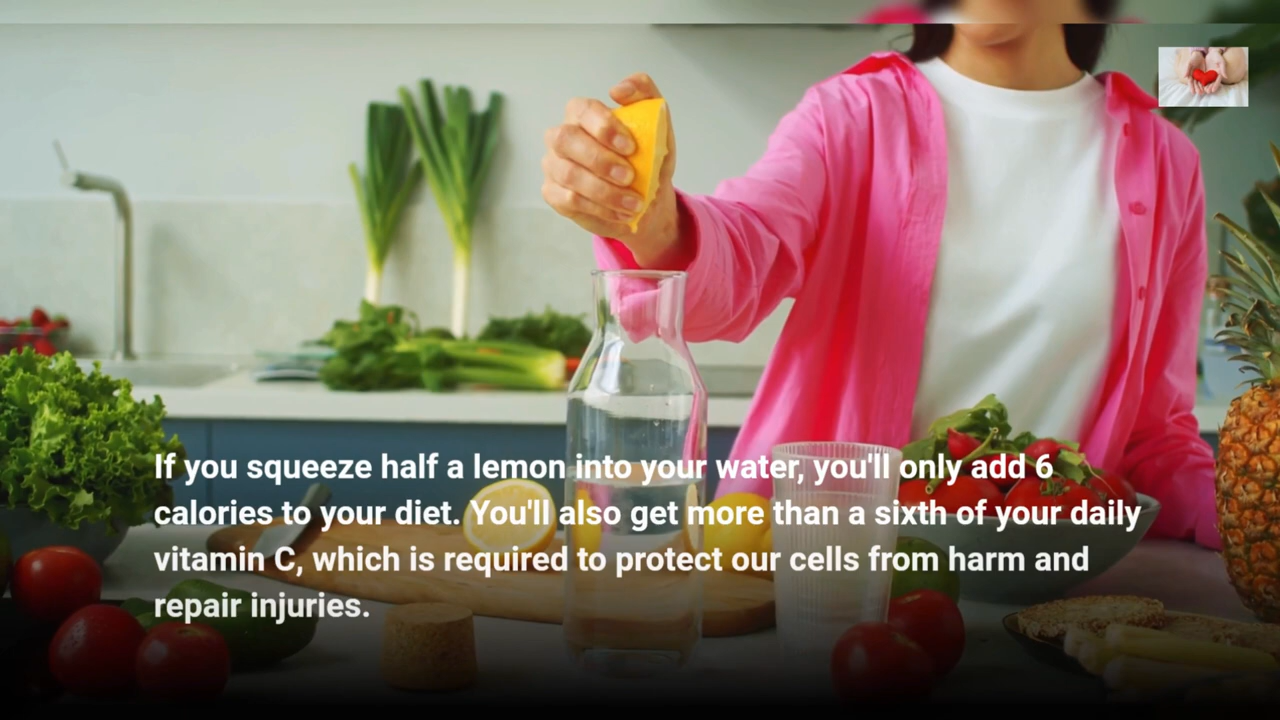 If you squeeze half a lemon into your water, you'll only add 6
calories to your diet. You'll also get more than a sixth of your daily
vitamin C, which is required to protect our cells from harm and
repair injuries.